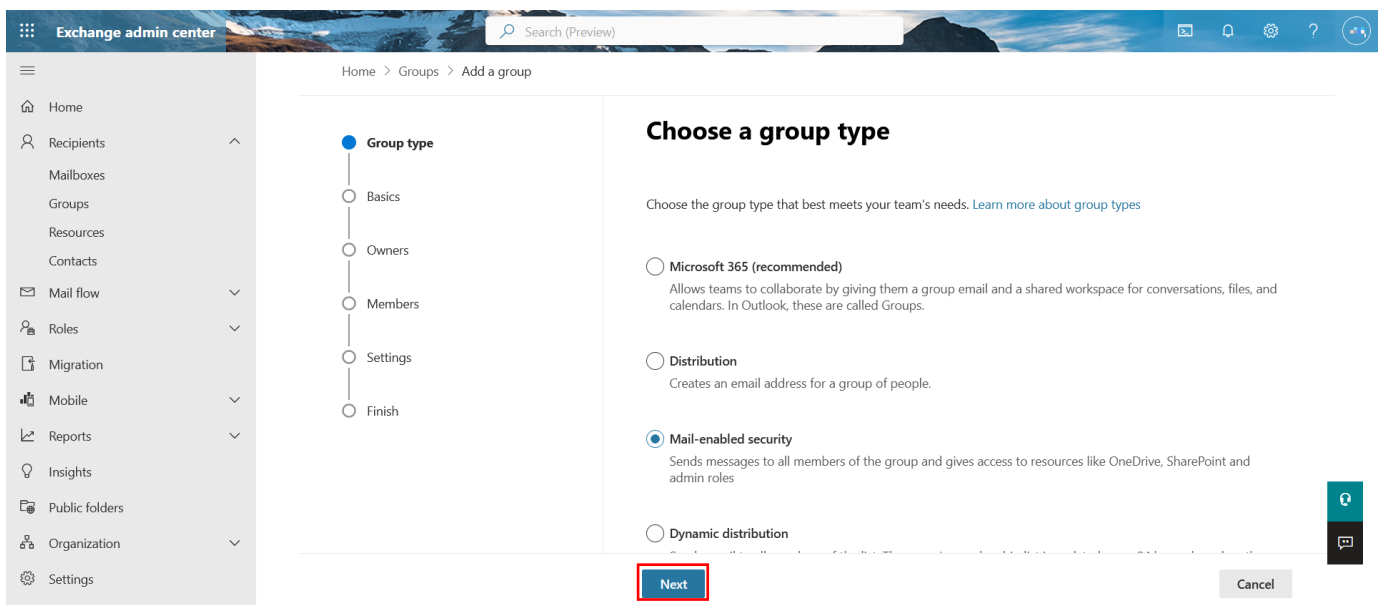 Exchange admin center
Search (Preview)
Home > Groups > Add a group
Home
Recipients
Mailboxes
Groups
Resources
Contacts
Mail flow
Roles
Migration
Mobile
Reports
Insights
Public folders
Organization
Settings
Group type
Basics
Owners
Members
Settings
Finish
Choose a group type
Choose the group type that best meets your team's needs. Learn more about group types
Microsoft 365 (recommended)
Allows teams to collaborate by giving them a group email and a shared workspace for conversations, files, and
calendars. In Outlook, these are called Groups.
Distribution
Creates an email address for a group of people.
Mail-enabled security
Sends messages to all members of the group and gives access to resources like OneDrive, SharePoint and
admin roles
Dynamic distribution
Next
Cancel